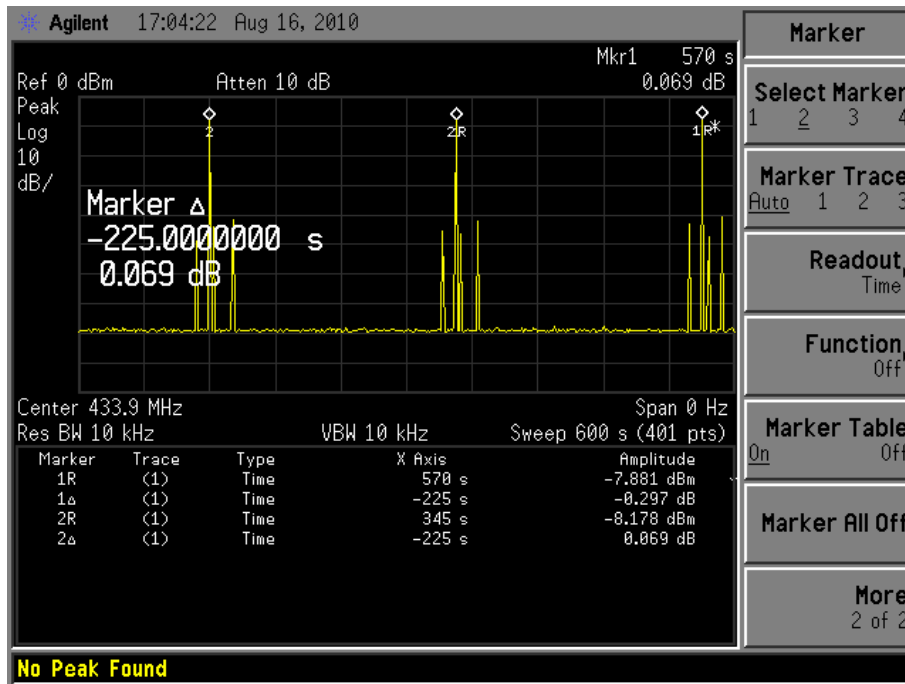 Agilent 17:04:22 Aug 16, 2010
Mkr1 570 s
Ref 0 dBm Atten 10 dB 0.069 dB
Peak
Log
10
dB/
2
2R
1R*
Marker Δ
-225.0000000 s
0.069 dB
Center 433.9 MHz Span 0 Hz
Res BW 10 kHz VBW 10 kHz Sweep 600 s (401 pts)
Marker Trace Type X Axis Amplitude
1R (1) Time 570 s -7.881 dBm
1Δ (1) Time -225 s -0.297 dB
2R (1) Time 345 s -8.178 dBm
2Δ (1) Time -225 s 0.069 dB
No Peak Found
Marker
Select Marker
1 2 3 4
Marker Trace
Auto 1 2 3
Readout,
Time
Function,
Off
Marker Table
On Off
Marker All Off
More
2 of 2